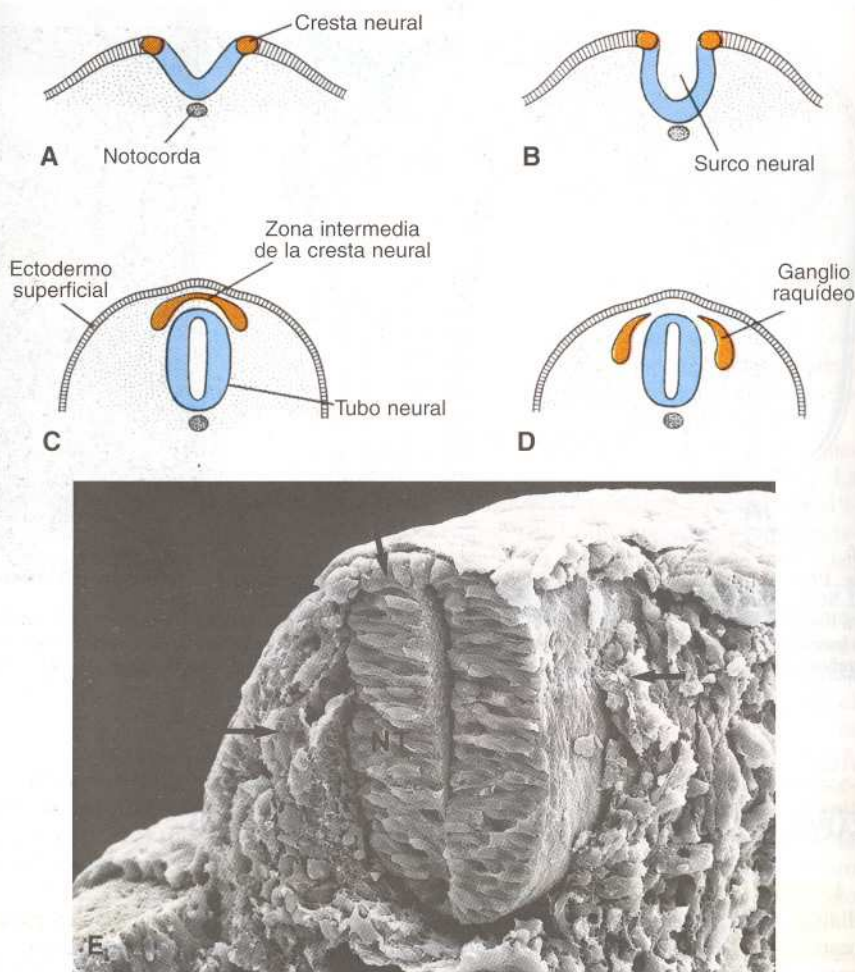 Cresta neural
A
Notocorda
B
Surco neural
Zona intermedia
de la cresta neural
Ectodermo
superficial
Ganglio
raquídeo
Tubo neural
C
D
NT
E